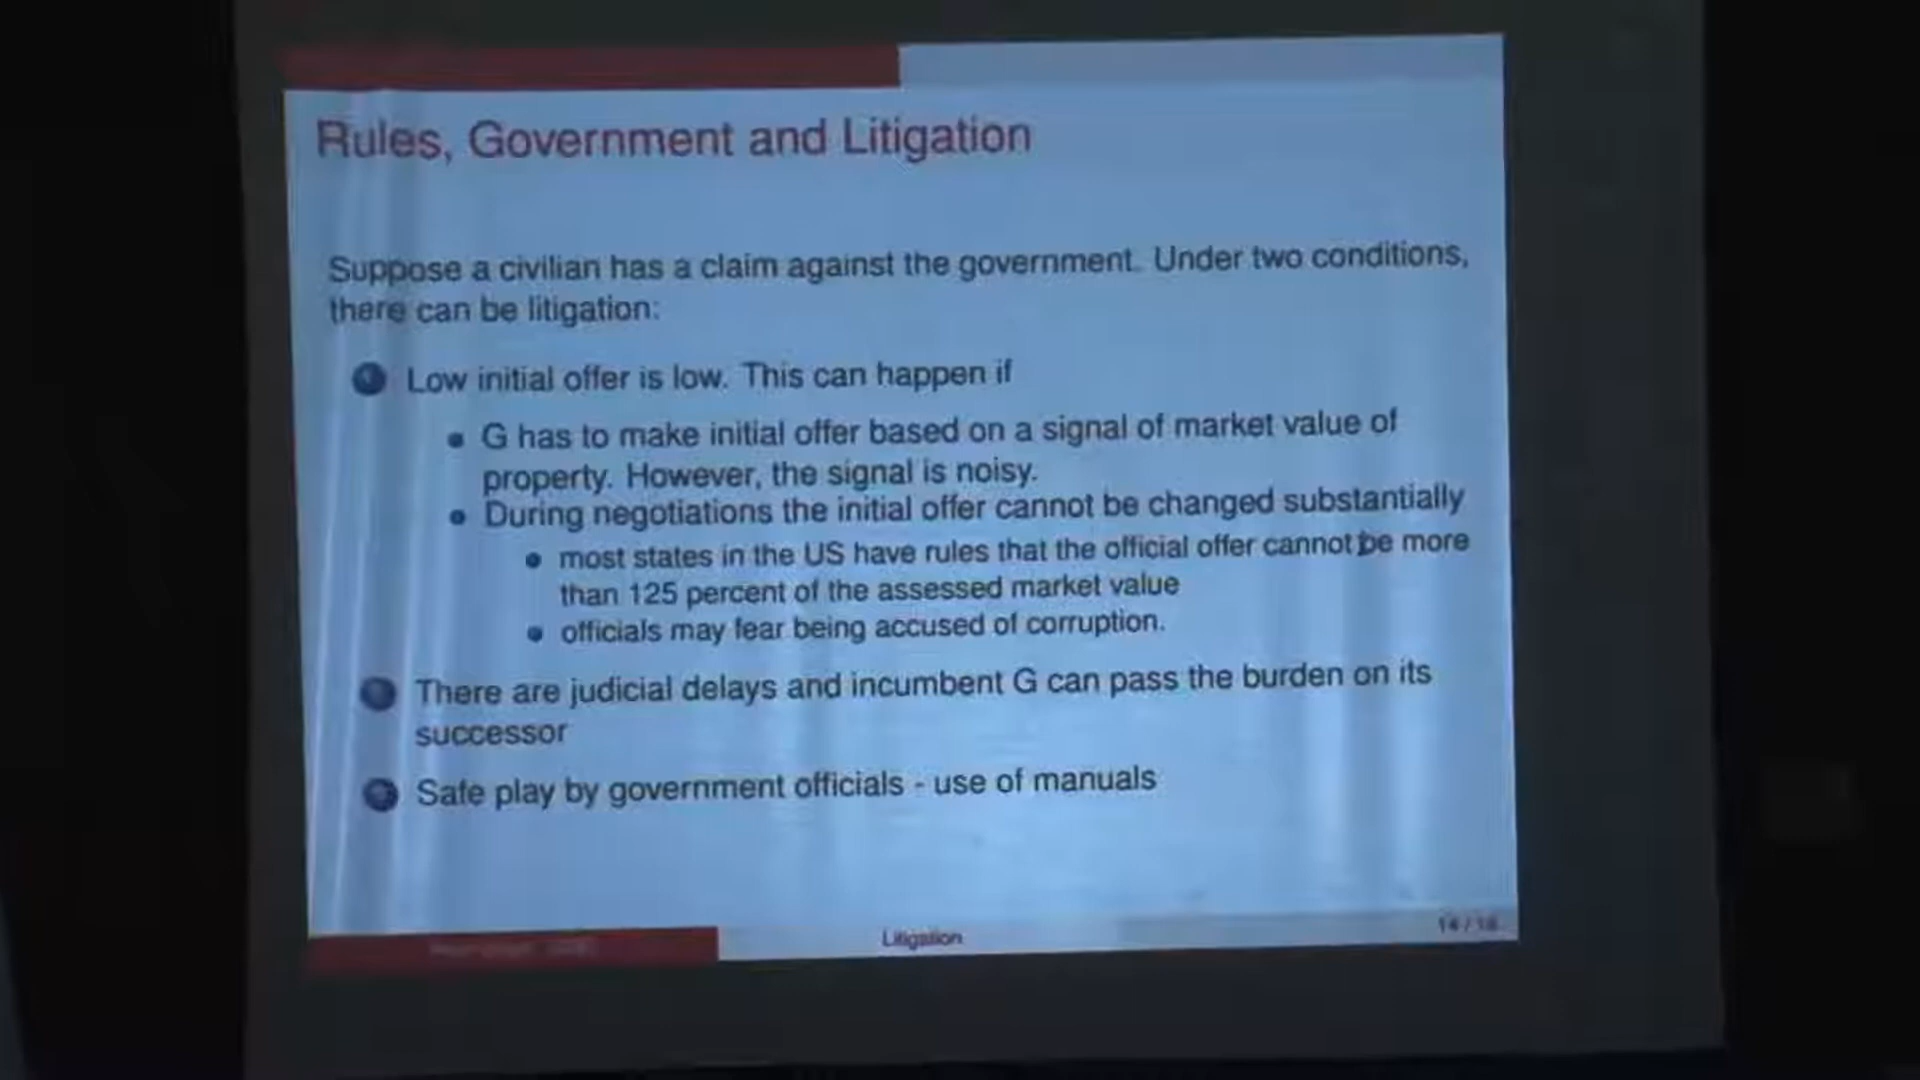 Rules, Government and Litigation
Suppose a civilian has a claim against the government. Under two conditions,
there can be litigation:
Low initial offer is low. This can happen if
G has to make initial offer based on a signal of market value of
property. However, the signal is noisy.
During negotiations the initial offer cannot be changed substantially
most states in the US have rules that the official offer cannot be more
than 125 percent of the assessed market value
officials may fear being accused of corruption.
There are judicial delays and incumbent G can pass the burden on its
successor
Safe play by government officials - use of manuals
Litigation